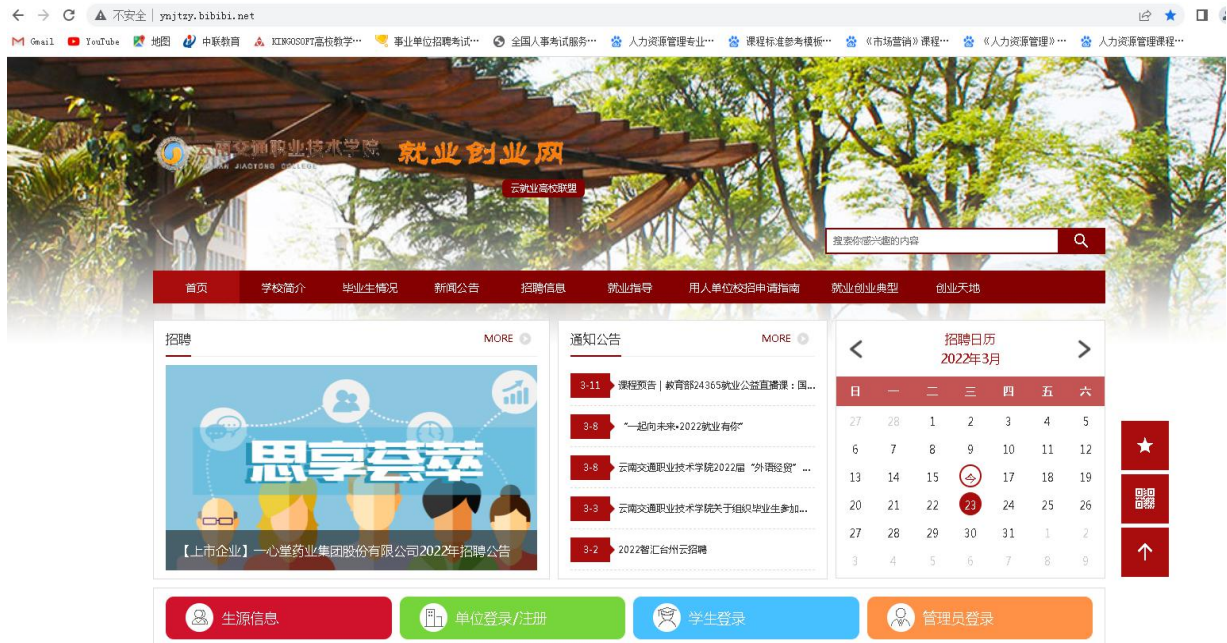 不安全 ynjtzy.bibibi.net
Gmail YouTube 地图 中联教育 KINGOSOFT高校教学… 事业单位招聘考试… 全国人事考试服务… 人力资源管理专业… 课程标准参考模板… 《市场营销》课程… 《人力资源管理》… 人力资源管理课程…
云南交通职业技术学院 就业创业网
云就业高校联盟
搜索你感兴趣的内容
首页 学校简介 毕业生情况 新闻公告 招聘信息 就业指导 用人单位校招申请指南 就业创业典型 创业天地
招聘 MORE
思享荟萃
【上市企业】一心堂药业集团股份有限公司2022年招聘公告
通知公告 MORE
3-11 课程预告|教育部24365就业公益直播课：国...
3-8 “一起向未来•2022就业有你”
3-8 云南交通职业技术学院2022届“外语经贸”...
3-3 云南交通职业技术学院关于组织毕业生参加...
3-2 2022智汇台州云招聘
招聘日历
2022年3月
日 一 二 三 四 五 六
27 28 1 2 3 4 5
6 7 8 9 10 11 12
13 14 15 今 17 18 19
20 21 22 23 24 25 26
27 28 29 30 31 1 2
3 4 5 6 7 8 9
生源信息 单位登录/注册 学生登录 管理员登录